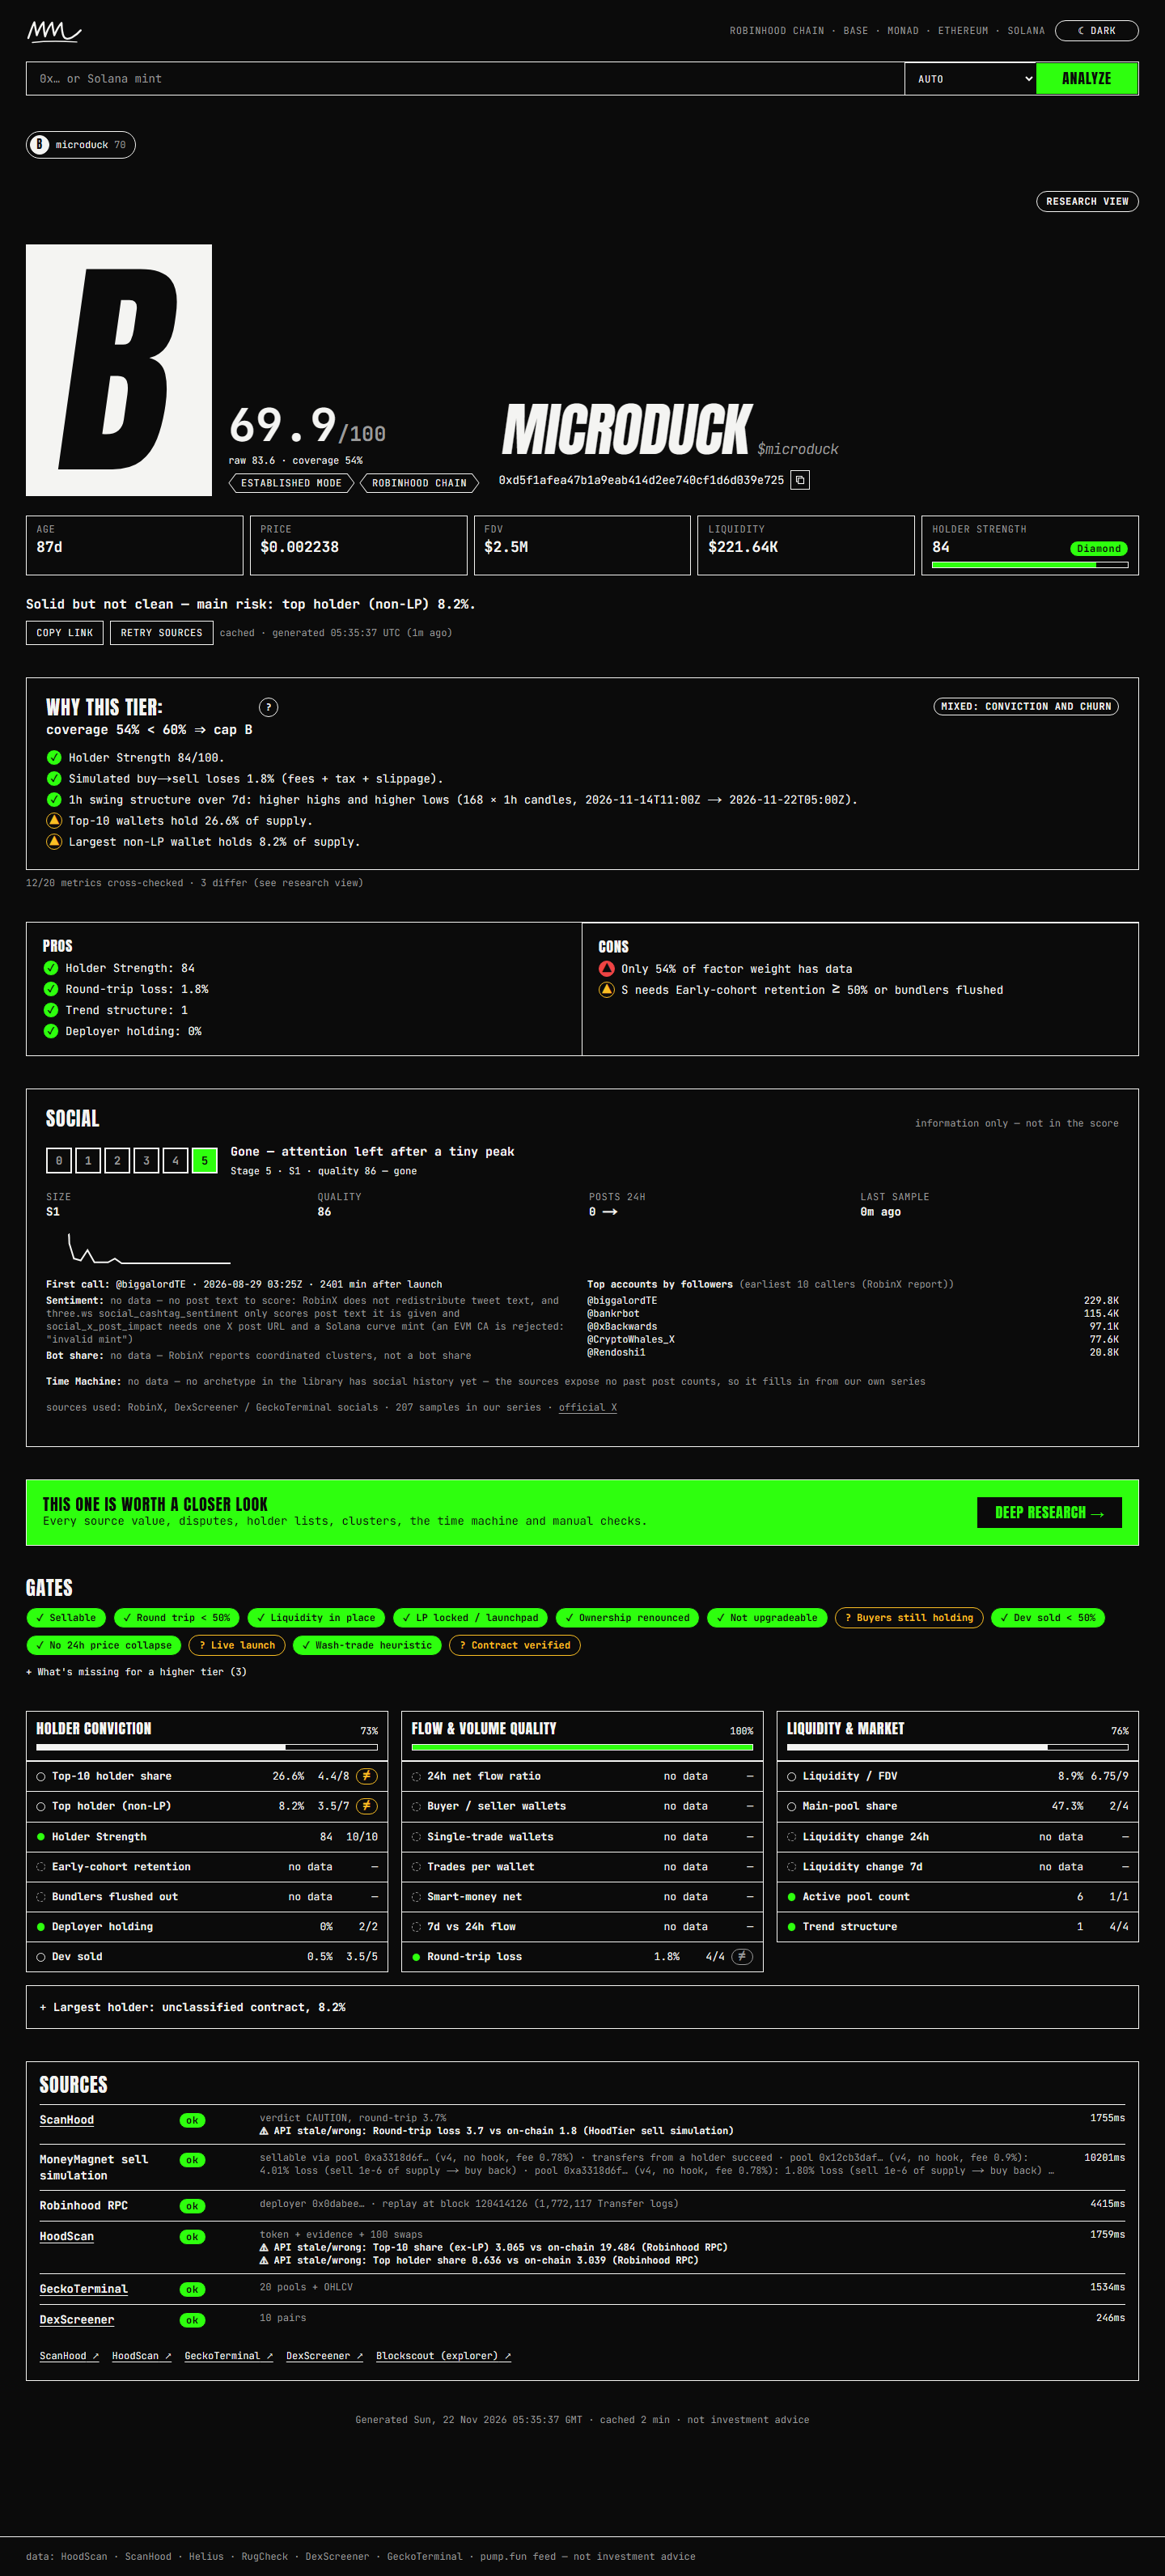 ROBINHOOD CHAIN · BASE · MONAD · ETHEREUM · SOLANA
☾ DARK
0x… or Solana mint
AUTO
ANALYZE
B microduck 70
RESEARCH VIEW
B
69.9/100
raw 83.6 · coverage 54%
ESTABLISHED MODE
ROBINHOOD CHAIN
MICRODUCK $microduck
0xd5f1afea47b1a9eab414d2ee740cf1d6d039e725
AGE
87d
PRICE
$0.002238
FDV
$2.5M
LIQUIDITY
$221.64K
HOLDER STRENGTH
84
Diamond
Solid but not clean — main risk: top holder (non-LP) 8.2%.
COPY LINK
RETRY SOURCES
cached · generated 05:35:37 UTC (1m ago)
WHY THIS TIER:
?
MIXED: CONVICTION AND CHURN
coverage 54% < 60% ⇒ cap B
✓ Holder Strength 84/100.
✓ Simulated buy→sell loses 1.8% (fees + tax + slippage).
✓ 1h swing structure over 7d: higher highs and higher lows (168 × 1h candles, 2026-11-14T11:00Z → 2026-11-22T05:00Z).
▲ Top-10 wallets hold 26.6% of supply.
▲ Largest non-LP wallet holds 8.2% of supply.
12/20 metrics cross-checked · 3 differ (see research view)
PROS
✓ Holder Strength: 84
✓ Round-trip loss: 1.8%
✓ Trend structure: 1
✓ Deployer holding: 0%
CONS
▲ Only 54% of factor weight has data
▲ S needs Early-cohort retention ≥ 50% or bundlers flushed
SOCIAL
information only — not in the score
0 1 2 3 4 5
Gone — attention left after a tiny peak
Stage 5 · S1 · quality 86 — gone
SIZE
S1
QUALITY
86
POSTS 24H
0 →
LAST SAMPLE
0m ago
First call: @biggalordTE · 2026-08-29 03:25Z · 2401 min after launch
Sentiment: no data — no post text to score: RobinX does not redistribute tweet text, and
three.ws social_cashtag_sentiment only scores post text it is given and
social_x_post_impact needs one X post URL and a Solana curve mint (an EVM CA is rejected:
"invalid mint")
Bot share: no data — RobinX reports coordinated clusters, not a bot share
Top accounts by followers (earliest 10 callers (RobinX report))
@biggalordTE 229.8K
@bankrbot 115.4K
@0xBackwards 97.1K
@CryptoWhales_X 77.6K
@Rendoshi1 20.8K
Time Machine: no data — no archetype in the library has social history yet — the sources expose no past post counts, so it fills in from our own series
sources used: RobinX, DexScreener / GeckoTerminal socials · 207 samples in our series · official X
THIS ONE IS WORTH A CLOSER LOOK
Every source value, disputes, holder lists, clusters, the time machine and manual checks.
DEEP RESEARCH →
GATES
✓ Sellable ✓ Round trip < 50% ✓ Liquidity in place ✓ LP locked / launchpad ✓ Ownership renounced ✓ Not upgradeable ? Buyers still holding ✓ Dev sold < 50%
✓ No 24h price collapse ? Live launch ✓ Wash-trade heuristic ? Contract verified
+ What's missing for a higher tier (3)
HOLDER CONVICTION 73%
Top-10 holder share 26.6% 4.4/8 ≠
Top holder (non-LP) 8.2% 3.5/7 ≠
Holder Strength 84 10/10
Early-cohort retention no data —
Bundlers flushed out no data —
Deployer holding 0% 2/2
Dev sold 0.5% 3.5/5
FLOW & VOLUME QUALITY 100%
24h net flow ratio no data —
Buyer / seller wallets no data —
Single-trade wallets no data —
Trades per wallet no data —
Smart-money net no data —
7d vs 24h flow no data —
Round-trip loss 1.8% 4/4 ≠
LIQUIDITY & MARKET 76%
Liquidity / FDV 8.9% 6.75/9
Main-pool share 47.3% 2/4
Liquidity change 24h no data —
Liquidity change 7d no data —
Active pool count 6 1/1
Trend structure 1 4/4
+ Largest holder: unclassified contract, 8.2%
SOURCES
ScanHood ok verdict CAUTION, round-trip 3.7% 1755ms
⚠ API stale/wrong: Round-trip loss 3.7 vs on-chain 1.8 (HoodTier sell simulation)
MoneyMagnet sell simulation ok sellable via pool 0xa3318d6f… (v4, no hook, fee 0.78%) · transfers from a holder succeed · pool 0x12cb3daf… (v4, no hook, fee 0.9%): 10201ms
4.01% loss (sell 1e-6 of supply → buy back) · pool 0xa3318d6f… (v4, no hook, fee 0.78%): 1.80% loss (sell 1e-6 of supply → buy back) …
Robinhood RPC ok deployer 0x0dabee… · replay at block 120414126 (1,772,117 Transfer logs) 4415ms
HoodScan ok token + evidence + 100 swaps 1759ms
⚠ API stale/wrong: Top-10 share (ex-LP) 3.065 vs on-chain 19.484 (Robinhood RPC)
⚠ API stale/wrong: Top holder share 0.636 vs on-chain 3.039 (Robinhood RPC)
GeckoTerminal ok 20 pools + OHLCV 1534ms
DexScreener ok 10 pairs 246ms
ScanHood ↗ HoodScan ↗ GeckoTerminal ↗ DexScreener ↗ Blockscout (explorer) ↗
Generated Sun, 22 Nov 2026 05:35:37 GMT · cached 2 min · not investment advice
data: HoodScan · ScanHood · Helius · RugCheck · DexScreener · GeckoTerminal · pump.fun feed — not investment advice